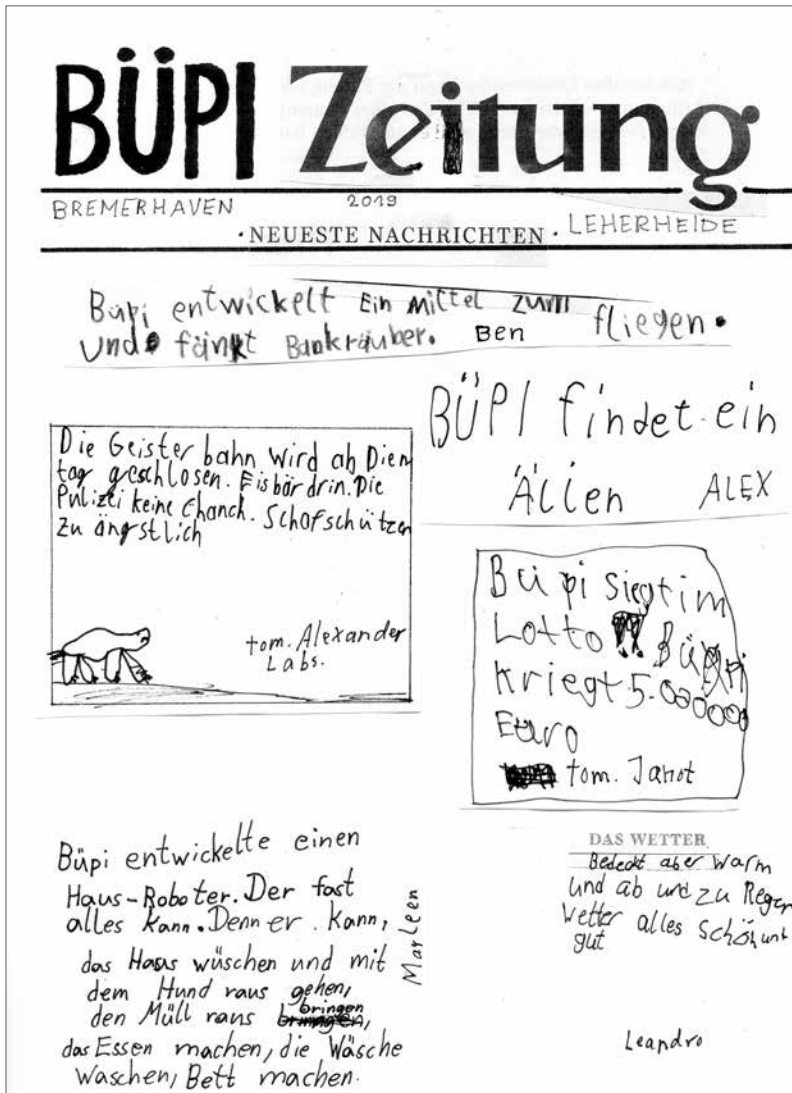 BÜPI Zeitung
BREMERHAVEN 2019 LEHERHEIDE
· NEUESTE NACHRICHTEN ·
Büpi entwickelt Ein Mittel zum fliegen.
Und fänkt Bankräuber. Ben
BÜPI findet ein
Älien ALEX
Die Geister bahn wird ab Dien
tag geschlosen. Eisbär drin. Die
Pulizei keine Chanch. Schafschützen
zu ängstlich
tom. Alexander
Labs.
Büpi Siegt im
Lotto Büpi
kriegt 5.000000
Euro
tom. Janot
Büpi entwickelte einen
Haus-Roboter. Der fast
alles kann. Denn er kann,
das Haus wüschen und mit
dem Hund raus gehen,
den Müll raus bringen,
das Essen machen, die Wäsche
Waschen, Bett machen.
Marleen
DAS WETTER
Bedeckt aber Warm
und ab und zu Regen
Wetter alles Schön und
gut
Leandro